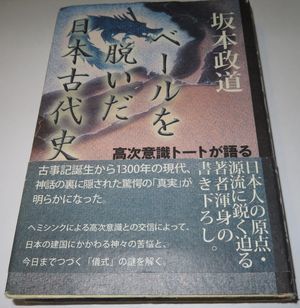 坂本政道
ベールを
脱いだ
日本古代史
高次意識トートが語る
日本人の原点・
源流に鋭く迫る
著者渾身の
書き下ろし。
古事記誕生から1300年の現代、
神話の裏に隠された驚愕の「真実」が
明らかになった。
ヘミシンクによる高次意識との交信によって、
日本の建国にかかわる神々の苦悩と、
今日までつづく「儀式」の謎を解く。